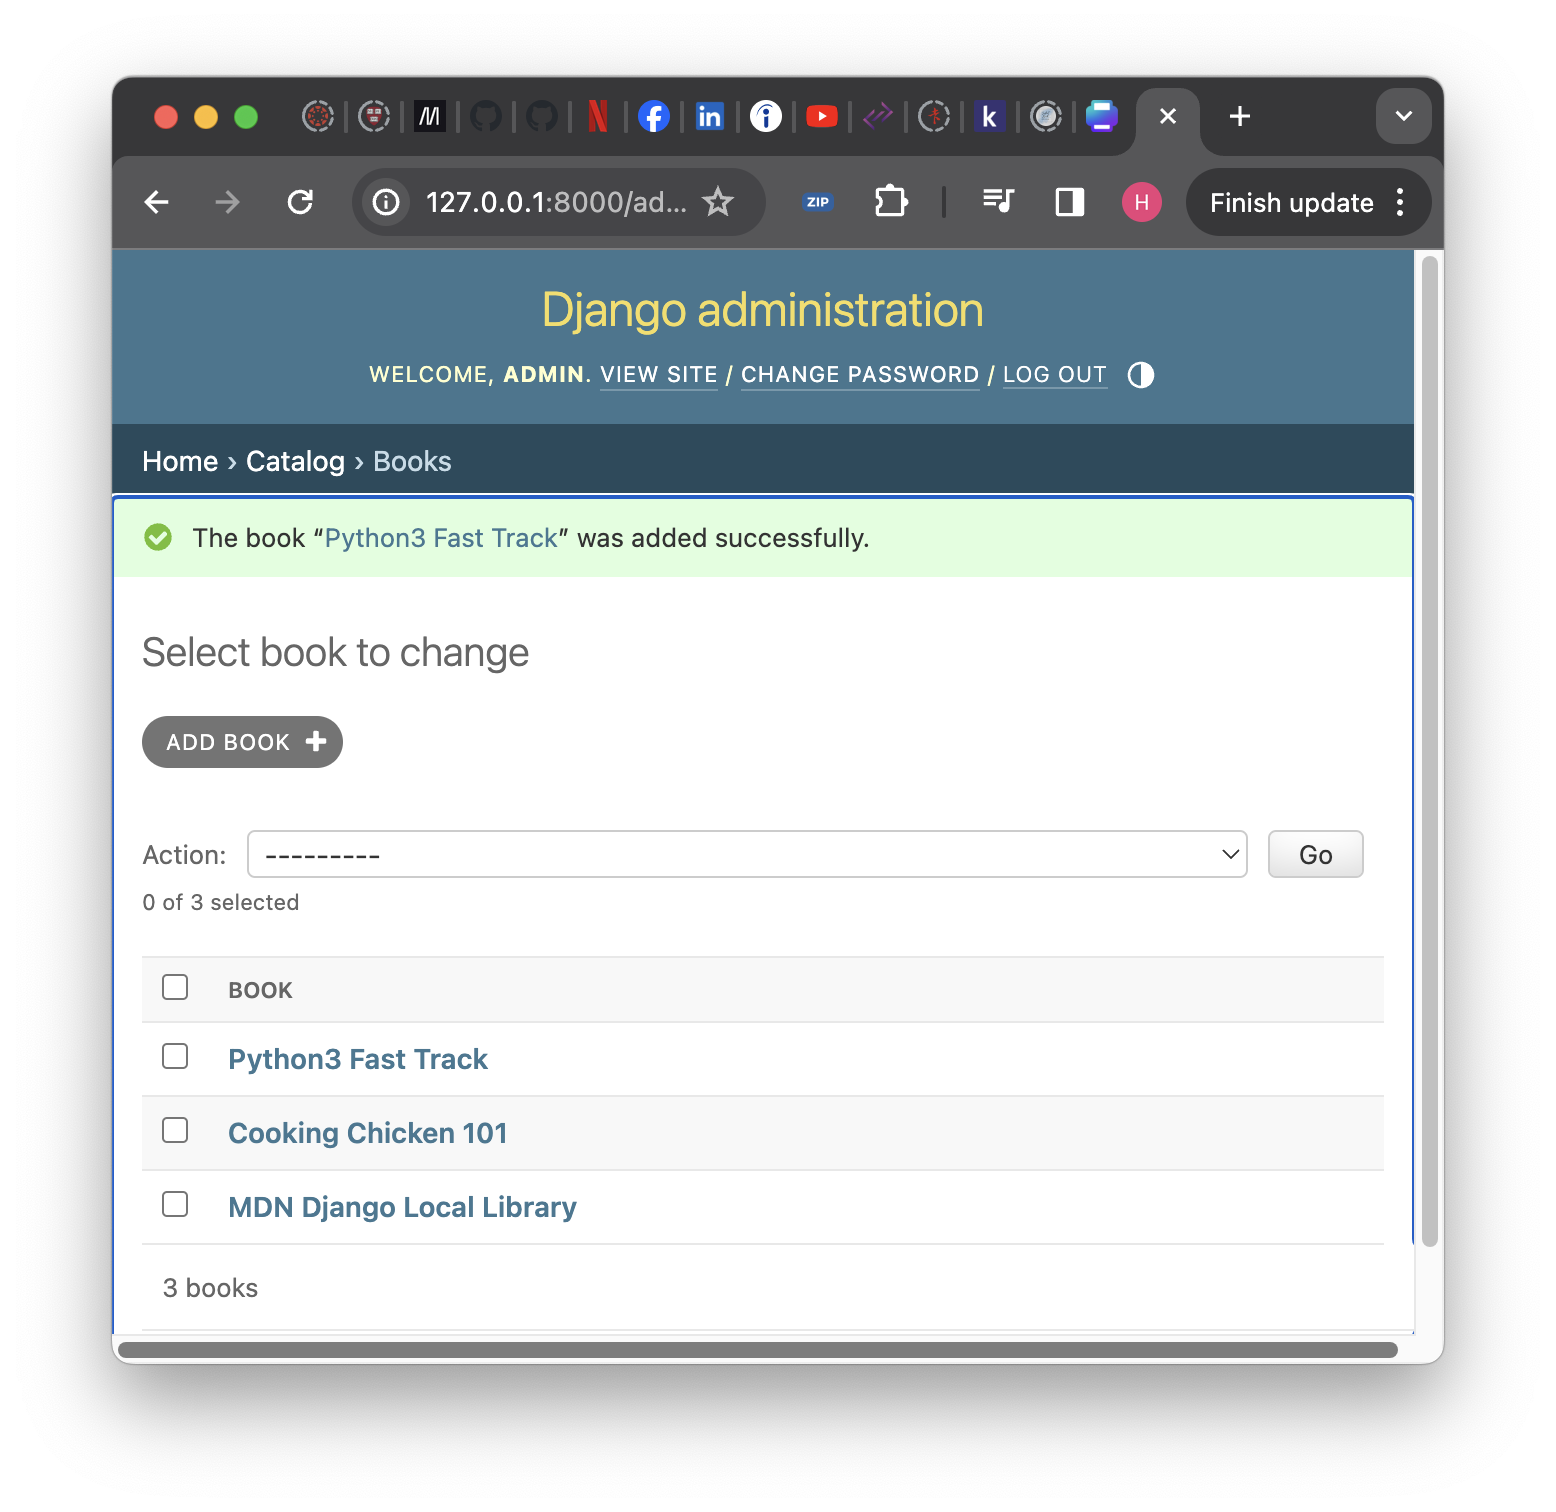 127.0.0.1:8000/ad...
ZIP
H
Finish update
Django administration
WELCOME, ADMIN. VIEW SITE / CHANGE PASSWORD / LOG OUT
Home › Catalog › Books
The book “Python3 Fast Track” was added successfully.
Select book to change
ADD BOOK
Action: --------- Go
0 of 3 selected
BOOK
Python3 Fast Track
Cooking Chicken 101
MDN Django Local Library
3 books